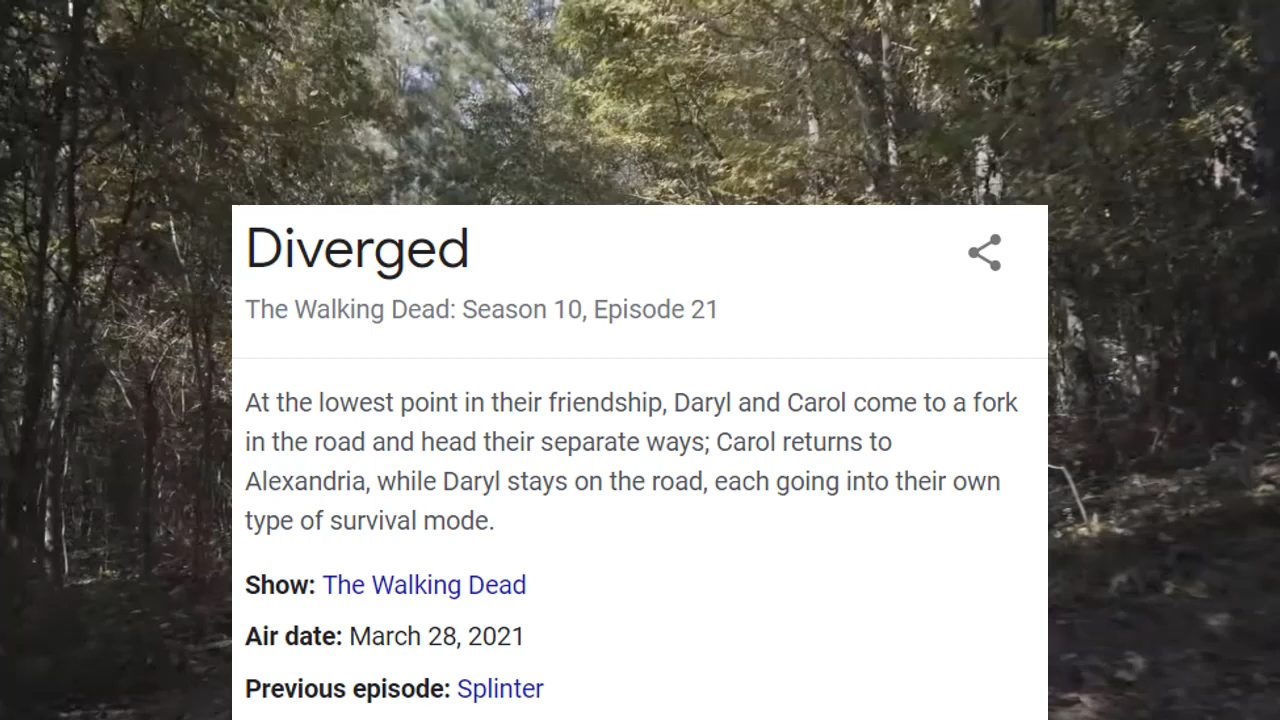 Diverged
The Walking Dead: Season 10, Episode 21
At the lowest point in their friendship, Daryl and Carol come to a fork
in the road and head their separate ways; Carol returns to
Alexandria, while Daryl stays on the road, each going into their own
type of survival mode.
Show: The Walking Dead
Air date: March 28, 2021
Previous episode: Splinter